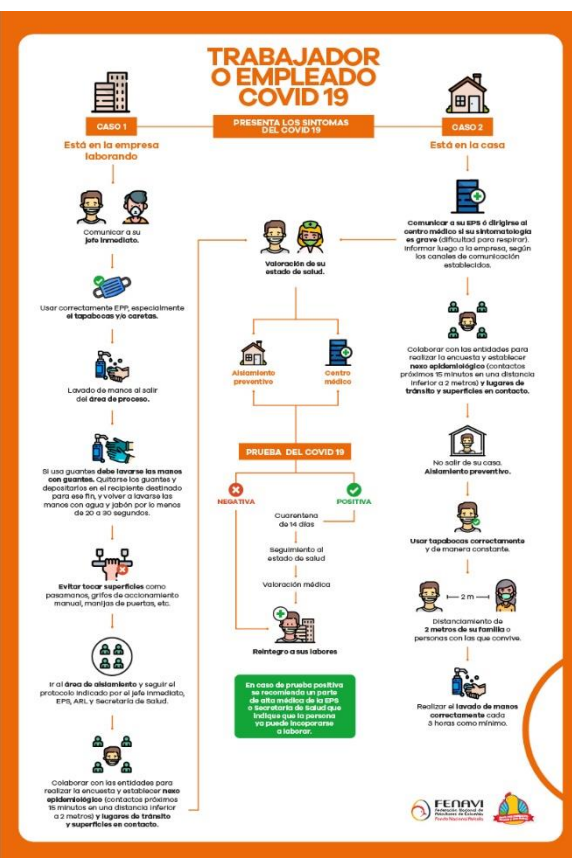 TRABAJADOR
O EMPLEADO
COVID 19
PRESENTA LOS SINTOMAS
DEL COVID 19
CASO 1
Está en la empresa
laborando
Comunicar a su
jefe inmediato.
Usar correctamente EPP, especialmente
el tapabocas y/o caretas.
Lavado de manos al salir
del área de proceso.
Si usa guantes debe lavarse las manos
con guantes. Quitarse los guantes y
depositarlos en el recipiente destinado
para ese fin, y volver a lavarse las
manos con agua y jabón por lo menos
de 20 a 30 segundos.
Evitar tocar superficies como
pasamanos, grifos de accionamiento
manual, manijas de puertas, etc.
Ir al área de aislamiento y seguir el
protocolo indicado por el jefe inmediato,
EPS, ARL y Secretaría de Salud.
Colaborar con las entidades para
realizar la encuesta y establecer nexo
epidemiológico (contactos próximos
15 minutos en una distancia inferior
a 2 metros) y lugares de tránsito
y superficies en contacto.
Valoración de su
estado de salud.
Aislamiento
preventivo
Centro
médico
PRUEBA DEL COVID 19
NEGATIVA
POSITIVA
Cuarentena
de 14 días
Seguimiento al
estado de salud
Valoración médica
Reintegro a sus labores
En caso de prueba positiva
se recomienda un parte
de alta médica de la EPS
o Secretaría de Salud que
indique que la persona
ya puede incoporarse
a laborar.
CASO 2
Está en la casa
Comunicar a su EPS ó dirigirse al
centro médico si su sintomatología
es grave (dificultad para respirar).
Informar luego a la empresa, según
los canales de comunicación
establecidos.
Colaborar con las entidades para
realizar la encuesta y establecer
nexo epidemiológico (contactos
próximos 15 minutos en una distancia
inferior a 2 metros) y lugares de
tránsito y superficies en contacto.
No salir de su casa.
Aislamiento preventivo.
Usar tapabocas correctamente
y de manera constante.
2 m
Distanciamiento de
2 metros de su familia o
personas con las que convive.
Realizar el lavado de manos
correctamente cada
3 horas como mínimo.
FENAVI
Federación Nacional de
Avicultores de Colombia
Fondo Nacional Avícola